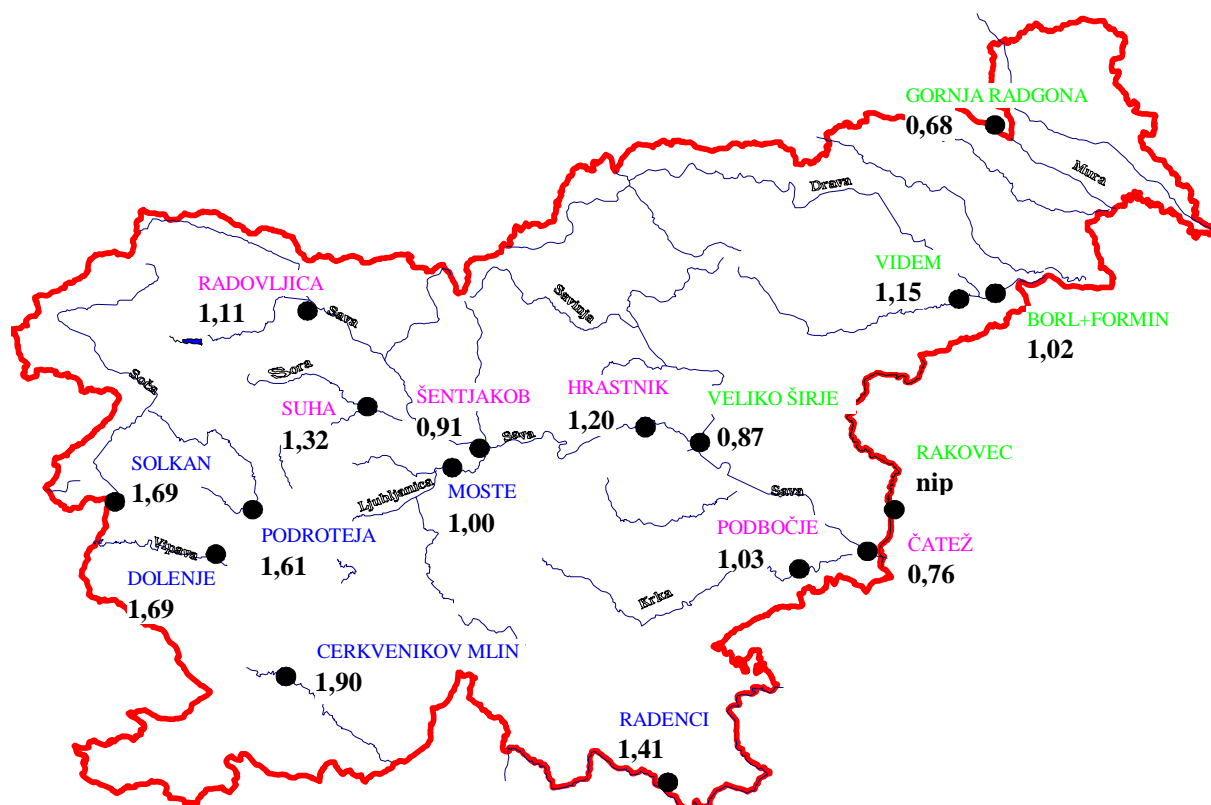 GORNJA RADGONA
0,68
Mura
Drava
VIDEM
1,15
BORL+FORMIN
1,02
RADOVLJICA
1,11
Sava
Savinja
Soča
Sora
SUHA
1,32
ŠENTJAKOB
0,91
Sava
HRASTNIK
1,20
VELIKO ŠIRJE
0,87
SOLKAN
1,69
Ljubljanica
MOSTE
1,00
Sava
RAKOVEC
nip
PODROTEJA
1,61
Vipava
DOLENJE
1,69
PODBOČJE
1,03
ČATEŽ
0,76
Krka
CERKVENIKOV MLIN
1,90
RADENCI
1,41